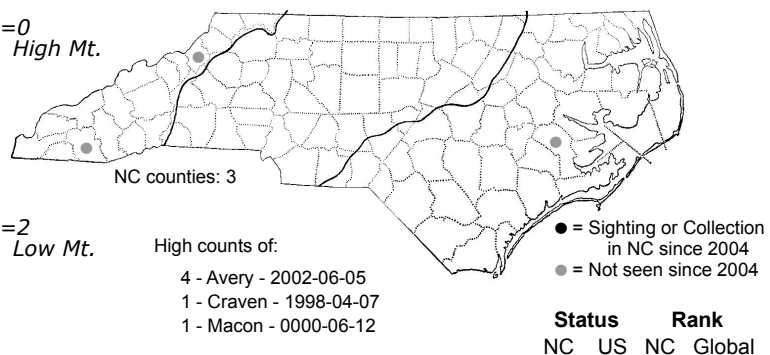 =0
High Mt.
NC counties: 3
=2
Low Mt.
High counts of:
4 - Avery - 2002-06-05
1 - Craven - 1998-04-07
1 - Macon - 0000-06-12
= Sighting or Collection
in NC since 2004
= Not seen since 2004
Status Rank
NC US NC Global